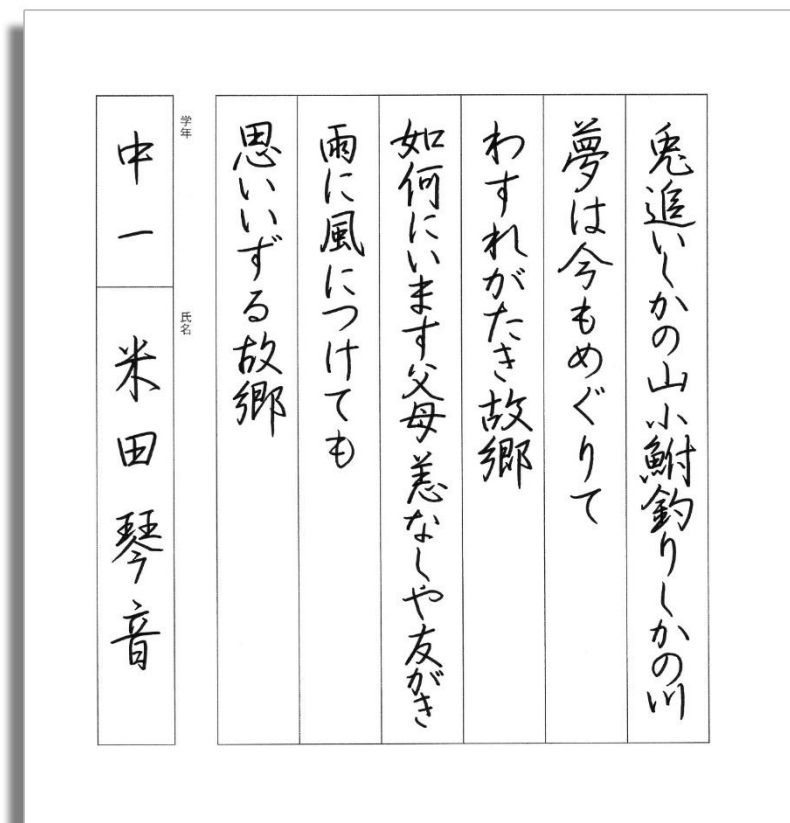 兎追いしかの山小鮒釣りしかの川
夢は今もめぐりて
わすれがたき故郷
如何にいます父母恙なしや友がき
雨に風につけても
思いいずる故郷
学年
中一
氏名
米田琴音